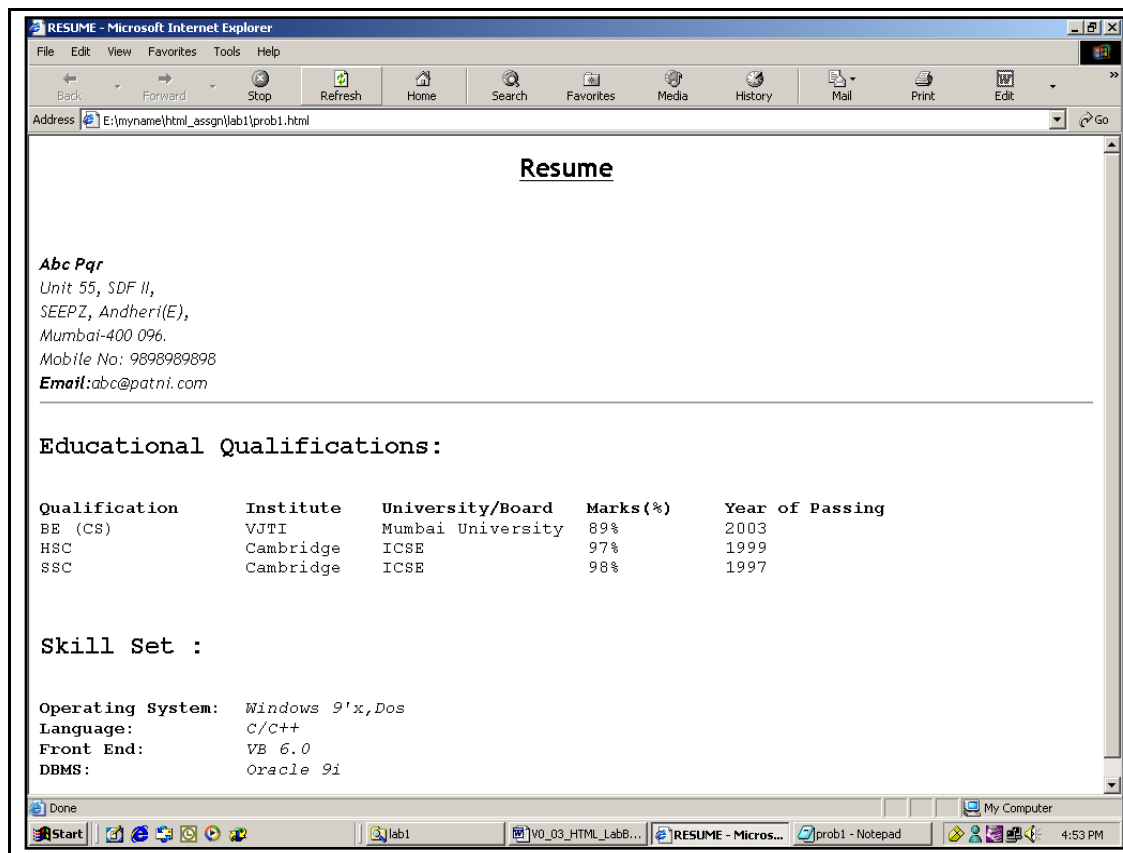 RESUME - Microsoft Internet Explorer
File Edit View Favorites Tools Help
Back Forward Stop Refresh Home Search Favorites Media History Mail Print Edit »
Address E:\myname\html_assgn\lab1\prob1.html Go
Resume
Abc Pqr
Unit 55, SDF II,
SEEPZ, Andheri(E),
Mumbai-400 096.
Mobile No: 9898989898
Email:abc@patni.com
Educational Qualifications:
Qualification Institute University/Board Marks(%) Year of Passing
BE (CS) VJTI Mumbai University 89% 2003
HSC Cambridge ICSE 97% 1999
SSC Cambridge ICSE 98% 1997
Skill Set :
Operating System: Windows 9'x,Dos
Language: C/C++
Front End: VB 6.0
DBMS: Oracle 9i
Done My Computer
Start lab1 V0_03_HTML_LabB... RESUME - Micros... prob1 - Notepad 4:53 PM